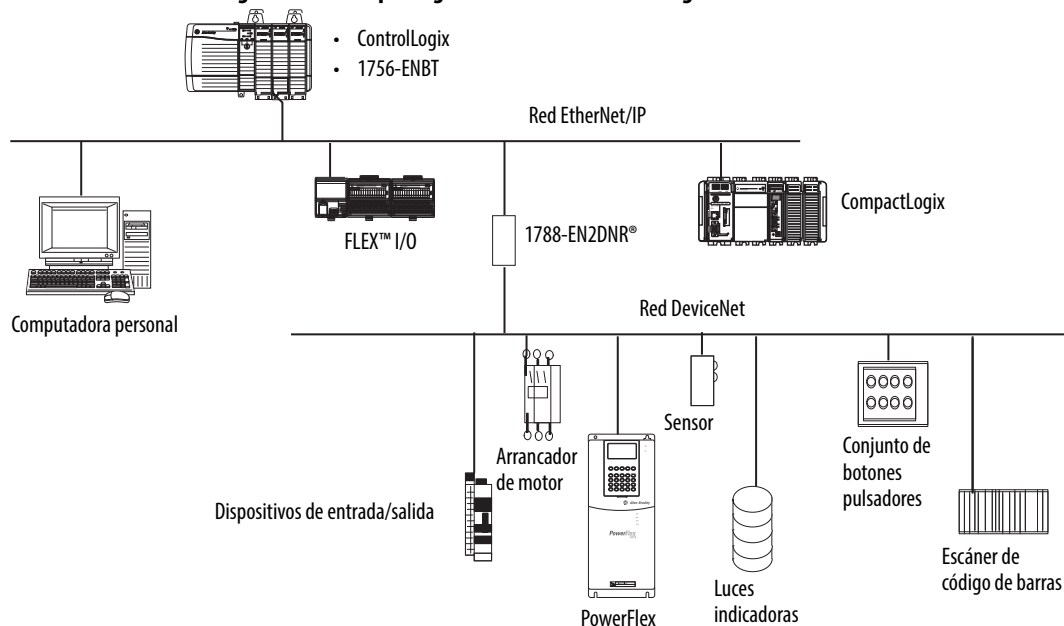 • ControlLogix
• 1756-ENBT
Red EtherNet/IP
CompactLogix
FLEX™ I/O
1788-EN2DNR®
Computadora personal
Red DeviceNet
Sensor
Arrancador
de motor
Conjunto de
botones
pulsadores
Dispositivos de entrada/salida
PowerFlex
Escáner de
código de barras
Luces
indicadoras
PowerFlex